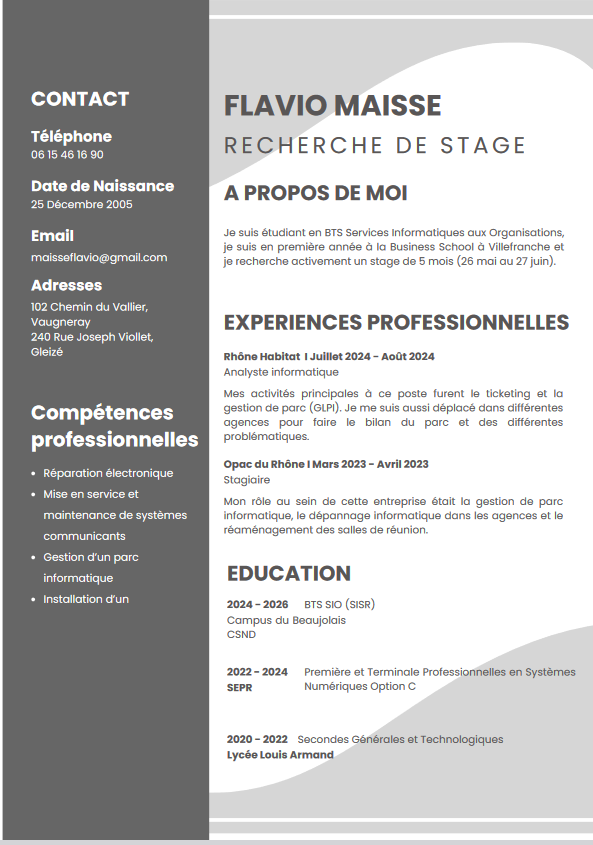 CONTACT
Téléphone
06 15 46 16 90
Date de Naissance
25 Décembre 2005
Email
maisseflavio@gmail.com
Adresses
102 Chemin du Vallier,
Vaugneray
240 Rue Joseph Viollet,
Gleizé
Compétences
professionnelles
• Réparation électronique
• Mise en service et
maintenance de systèmes
communicants
• Gestion d'un parc
informatique
• Installation d'un
FLAVIO MAISSE
RECHERCHE DE STAGE
A PROPOS DE MOI
Je suis étudiant en BTS Services Informatiques aux Organisations,
je suis en première année à la Business School à Villefranche et
je recherche activement un stage de 5 mois (26 mai au 27 juin).
EXPERIENCES PROFESSIONNELLES
Rhône Habitat I Juillet 2024 - Août 2024
Analyste informatique
Mes activités principales à ce poste furent le ticketing et la
gestion de parc (GLPI). Je me suis aussi déplacé dans différentes
agences pour faire le bilan du parc et des différentes
problématiques.
Opac du Rhône I Mars 2023 - Avril 2023
Stagiaire
Mon rôle au sein de cette entreprise était la gestion de parc
informatique, le dépannage informatique dans les agences et le
réaménagement des salles de réunion.
EDUCATION
2024 - 2026 BTS SIO (SISR)
Campus du Beaujolais
CSND
2022 - 2024 Première et Terminale Professionnelles en Systèmes
SEPR Numériques Option C
2020 - 2022 Secondes Générales et Technologiques
Lycée Louis Armand